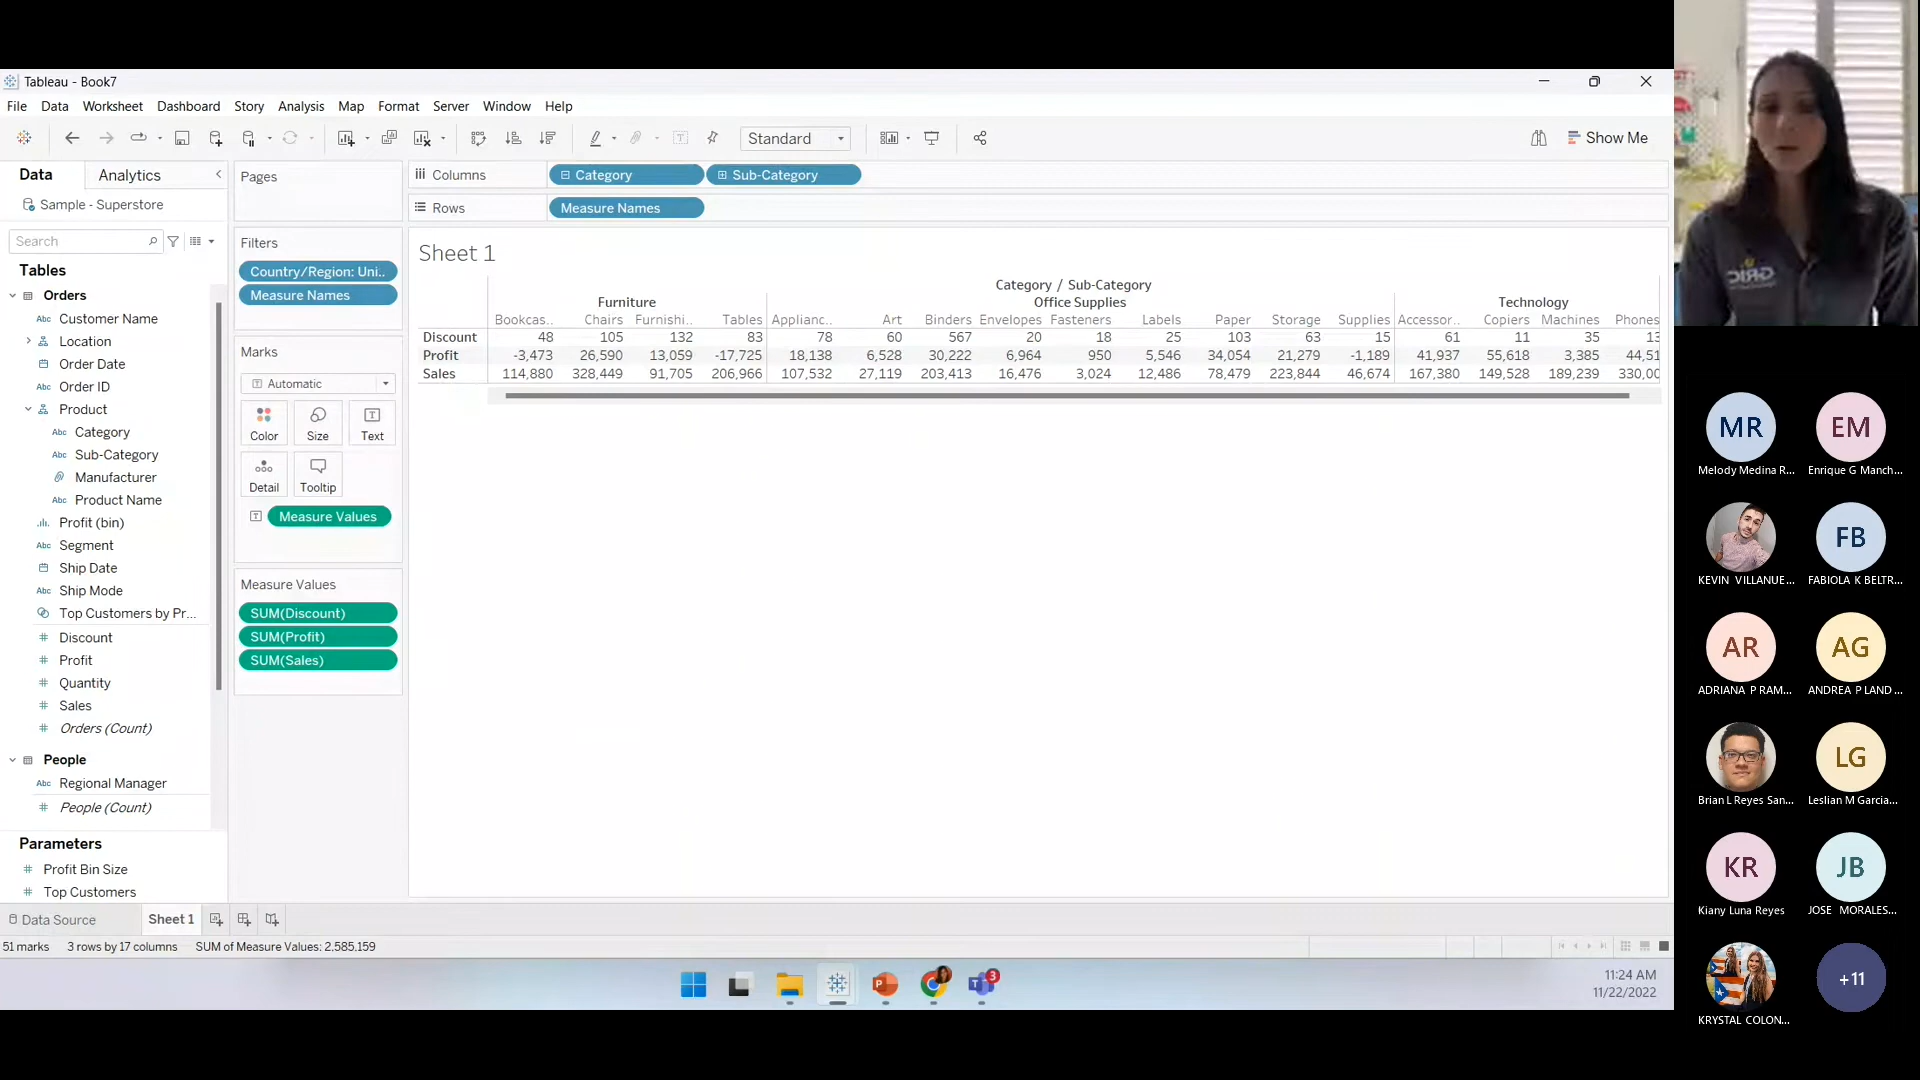 Tableau - Book7
File Data Worksheet Dashboard Story Analysis Map Format Server Window Help
Standard
Show Me
Data Analytics
Sample - Superstore
Search
Tables
Orders
Customer Name
Location
Order Date
Order ID
Product
Category
Sub-Category
Manufacturer
Product Name
Profit (bin)
Segment
Ship Date
Ship Mode
Top Customers by Pr...
Discount
Profit
Quantity
Sales
Orders (Count)
People
Regional Manager
People (Count)
Parameters
Profit Bin Size
Top Customers
Pages
Filters
Country/Region: Uni..
Measure Names
Marks
Automatic
Color Size Text
Detail Tooltip
Measure Values
Measure Values
SUM(Discount)
SUM(Profit)
SUM(Sales)
Columns Category Sub-Category
Rows Measure Names
Sheet 1
Category / Sub-Category
Furniture Office Supplies Technology
Bookcas.. Chairs Furnishi.. Tables Applianc.. Art Binders Envelopes Fasteners Labels Paper Storage Supplies Accessor.. Copiers Machines Phones
Discount 48 105 132 83 78 60 567 20 18 25 103 63 15 61 11 35 13
Profit -3,473 26,590 13,059 -17,725 18,138 6,528 30,222 6,964 950 5,546 34,054 21,279 -1,189 41,937 55,618 3,385 44,51
Sales 114,880 328,449 91,705 206,966 107,532 27,119 203,413 16,476 3,024 12,486 78,479 223,844 46,674 167,380 149,528 189,239 330,00
Data Source Sheet 1
51 marks 3 rows by 17 columns SUM of Measure Values: 2,585,159
3
11:24 AM
11/22/2022
MR EM
Melody Medina R... Enrique G Manch...
FB
KEVIN VILLANUE... FABIOLA K BELTR...
AR AG
ADRIANA P RAM... ANDREA P LAND...
LG
Brian L Reyes San... Leslian M Garcia...
KR JB
Kiany Luna Reyes JOSE MORALES...
+11
KRYSTAL COLON...